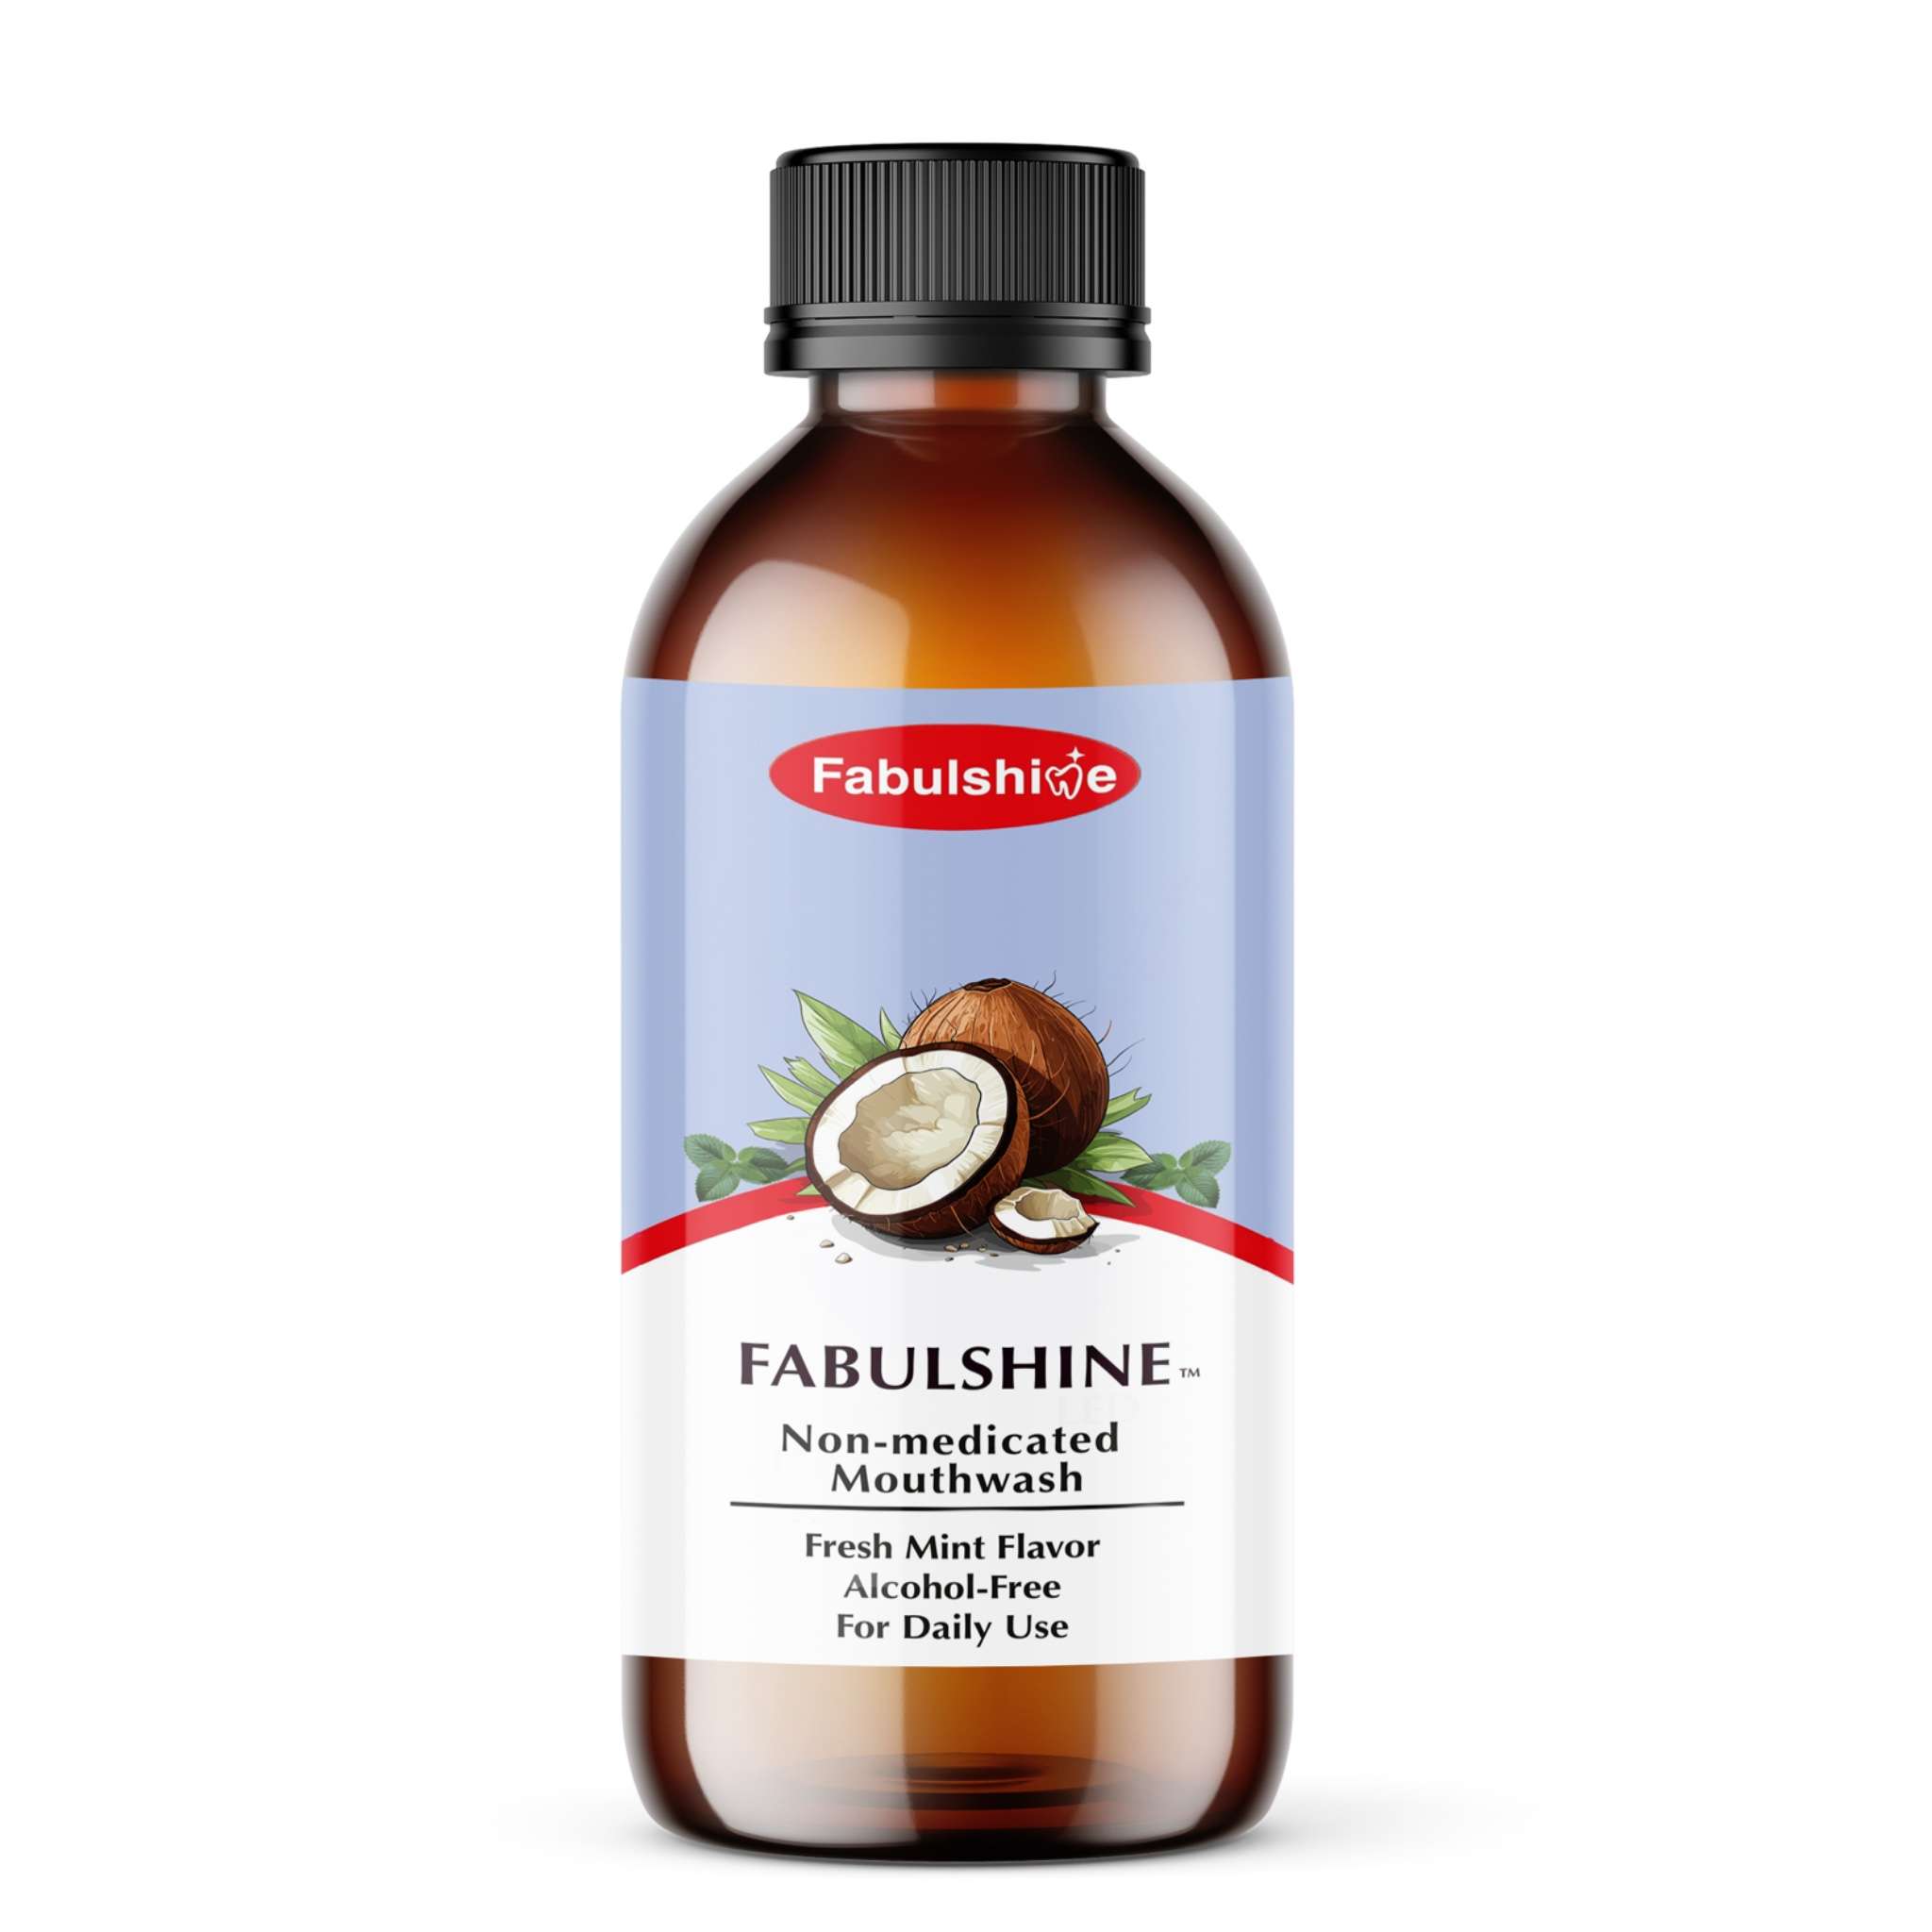 Fabulshine
FABULSHINE™
Non-medicated
Mouthwash
Fresh Mint Flavor
Alcohol-Free
For Daily Use